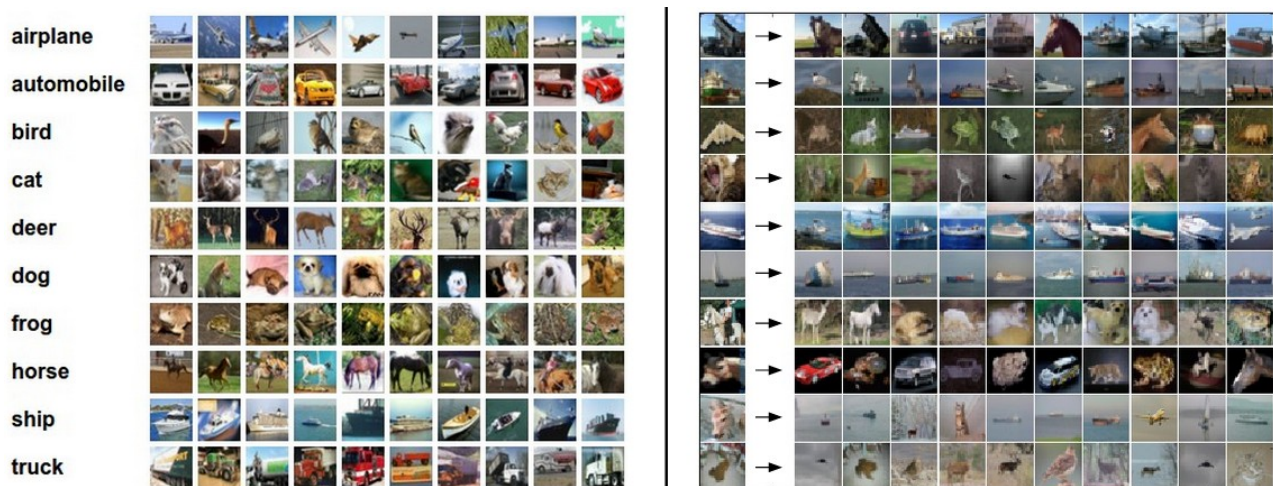 airplane
automobile
bird
cat
deer
dog
frog
horse
ship
truck